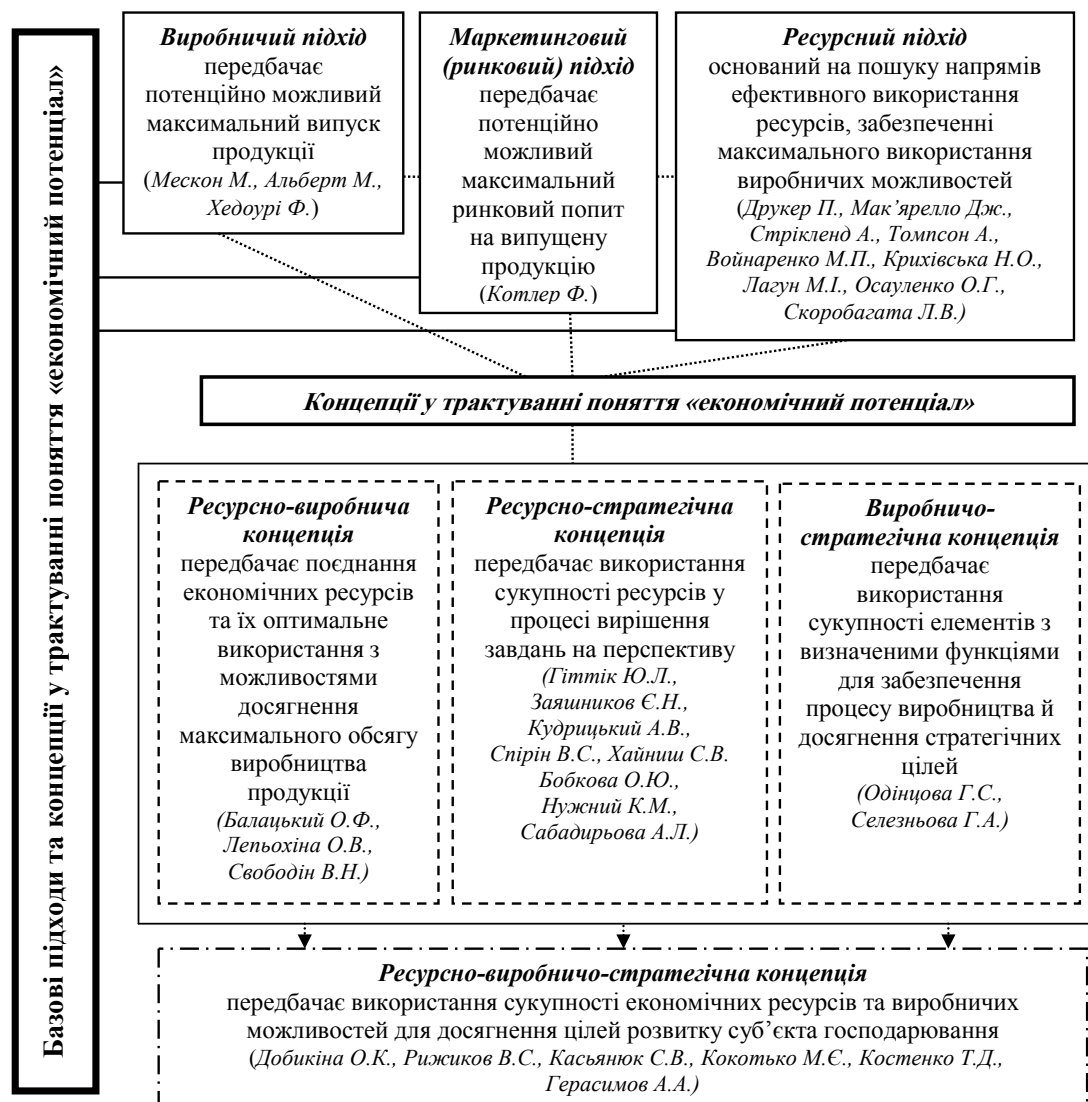 Базові підходи та концепції у трактуванні поняття «економічний потенціал»
Виробничий підхід
передбачає
потенційно можливий
максимальний випуск
продукції
(Мескон М., Альберт М.,
Хедоурі Ф.)
Маркетинговий
(ринковий) підхід
передбачає
потенційно
можливий
максимальний
ринковий попит
на випущену
продукцію
(Котлер Ф.)
Ресурсний підхід
оснований на пошуку напрямів
ефективного використання
ресурсів, забезпеченні
максимального використання
виробничих можливостей
(Друкер П., Мак’ярелло Дж.,
Стрікленд А., Томпсон А.,
Войнаренко М.П., Крихівська Н.О.,
Лагун М.І., Осауленко О.Г.,
Скоробагата Л.В.)
Концепції у трактуванні поняття «економічний потенціал»
Ресурсно-виробнича
концепція
передбачає поєднання
економічних ресурсів
та їх оптимальне
використання з
можливостями
досягнення
максимального обсягу
виробництва
продукції
(Балацький О.Ф.,
Лепьохіна О.В.,
Свободін В.Н.)
Ресурсно-стратегічна
концепція
передбачає використання
сукупності ресурсів у
процесі вирішення
завдань на перспективу
(Гіттік Ю.Л.,
Заяшников Є.Н.,
Кудрицький А.В.,
Спірін В.С., Хайниш С.В.
Бобкова О.Ю.,
Нужний К.М.,
Сабадирьова А.Л.)
Виробничо-
стратегічна концепція
передбачає
використання
сукупності елементів з
визначеними функціями
для забезпечення
процесу виробництва й
досягнення стратегічних
цілей
(Одінцова Г.С.,
Селезньова Г.А.)
Ресурсно-виробничо-стратегічна концепція
передбачає використання сукупності економічних ресурсів та виробничих
можливостей для досягнення цілей розвитку суб’єкта господарювання
(Добикіна О.К., Рижиков В.С., Касьянюк С.В., Кокотько М.Є., Костенко Т.Д.,
Герасимов А.А.)